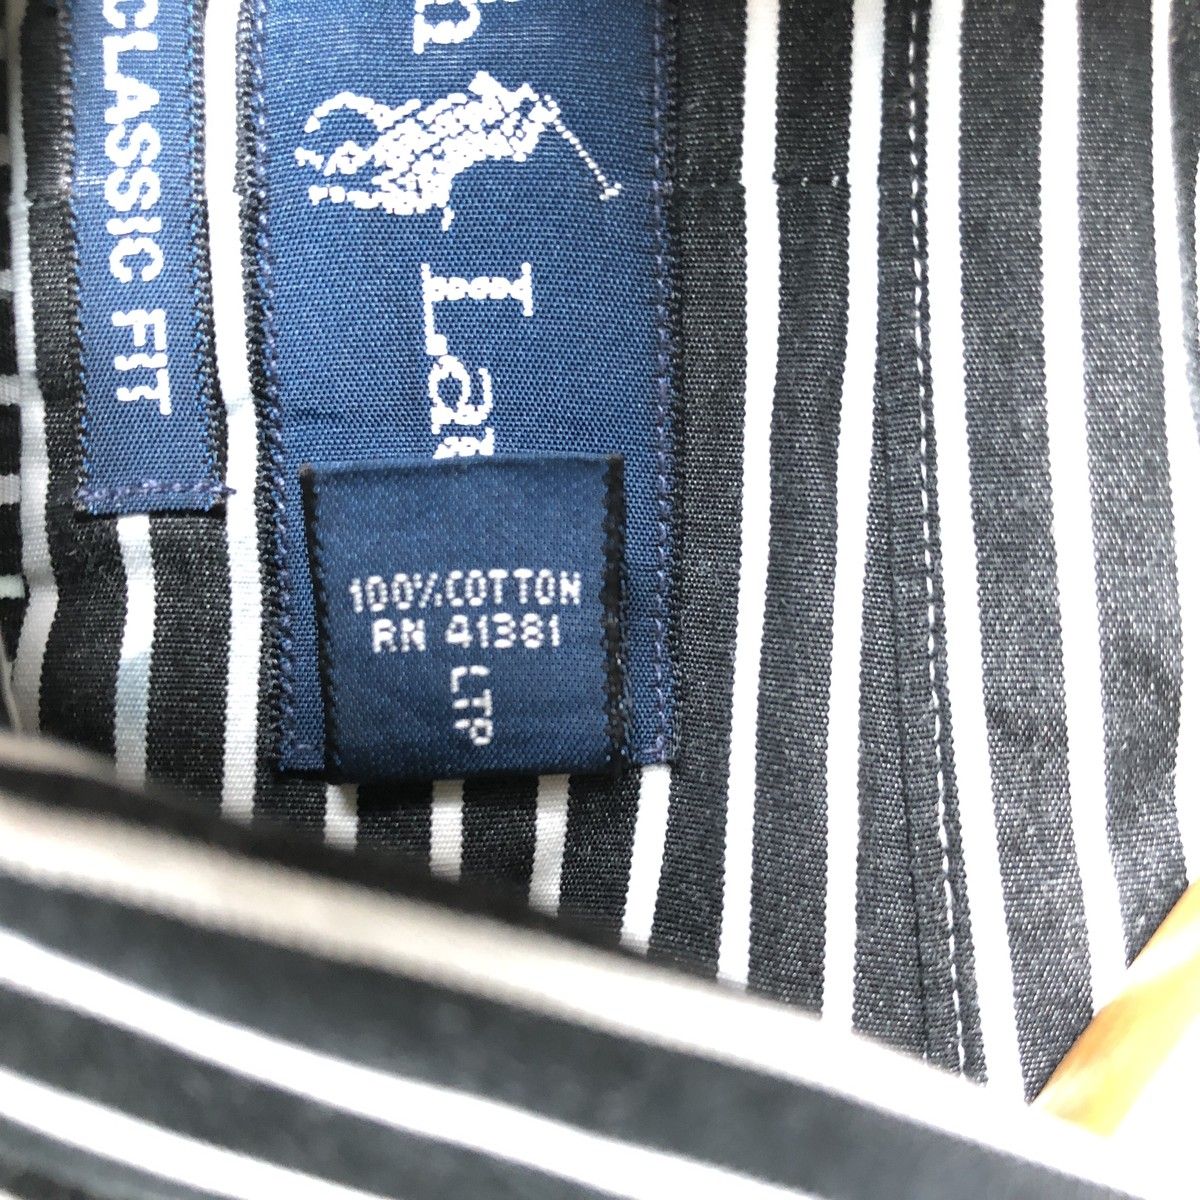 CLASSIC FIT
100% COTTON
RN 41381
LTP